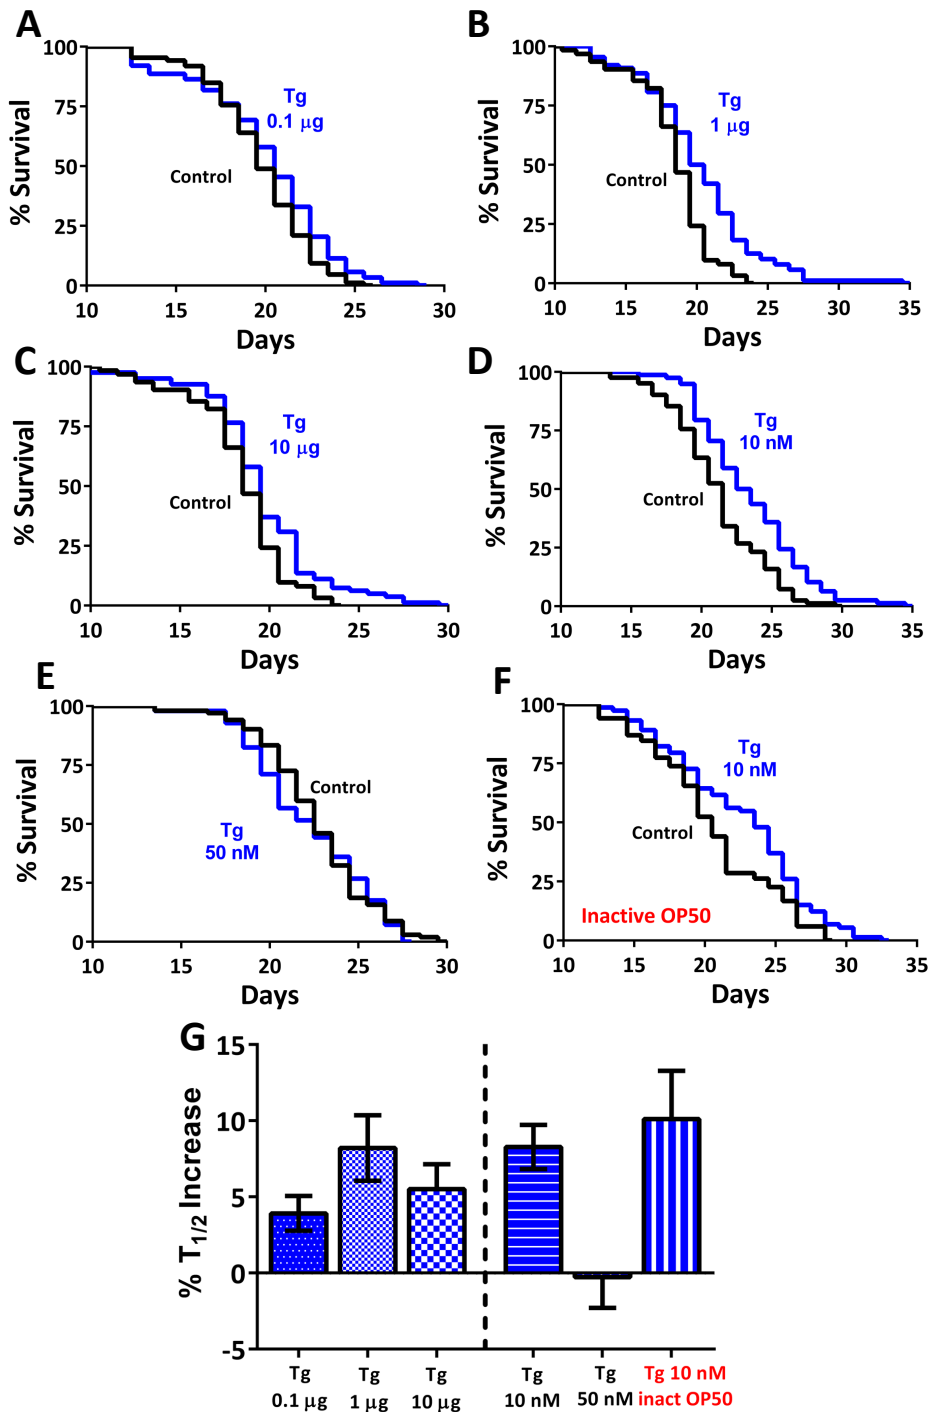 A
% Survival
100
75
50
25
0
Tg
0.1 µg
Control
10 15 20 25 30
Days
B
% Survival
100
75
50
25
0
Tg
1 µg
Control
10 15 20 25 30 35
Days
C
% Survival
100
75
50
25
0
Tg
10 µg
Control
10 15 20 25 30
Days
D
% Survival
100
75
50
25
0
Tg
10 nM
Control
10 15 20 25 30 35
Days
E
% Survival
100
75
50
25
0
Control
Tg
50 nM
10 15 20 25 30
Days
F
% Survival
100
75
50
25
0
Tg
10 nM
Control
Inactive OP50
10 15 20 25 30 35
Days
G
% T1/2 Increase
15
10
5
0
-5
Tg Tg Tg Tg Tg Tg 10 nM
0.1 µg 1 µg 10 µg 10 nM 50 nM inact OP50